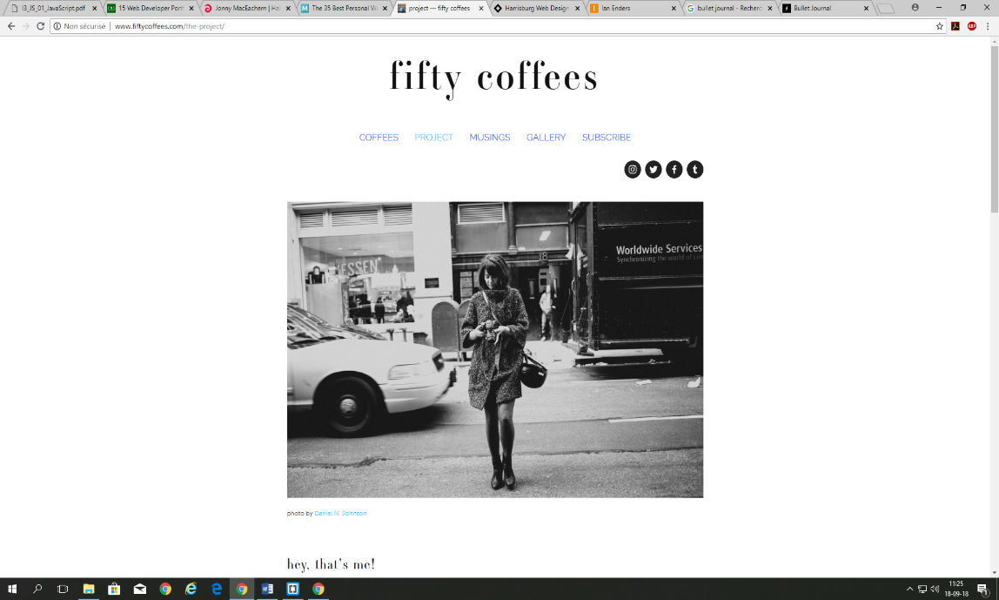 I3_JS_01_JavaScript.pdf
15 Web Developer Portf
Jonny MacEachern | Hal
The 35 Best Personal W
project — fifty coffees
Harrisburg Web Design
Ian Enders
bullet journal - Recherc
Bullet Journal
Non sécurisé | www.fiftycoffees.com/the-project/
ABP
fifty coffees
COFFEES PROJECT MUSINGS GALLERY SUBSCRIBE
Worldwide Services
Synchronizing the world of
18
photo by Daniel N. Johnson
hey, that's me!
11:25
18-09-18